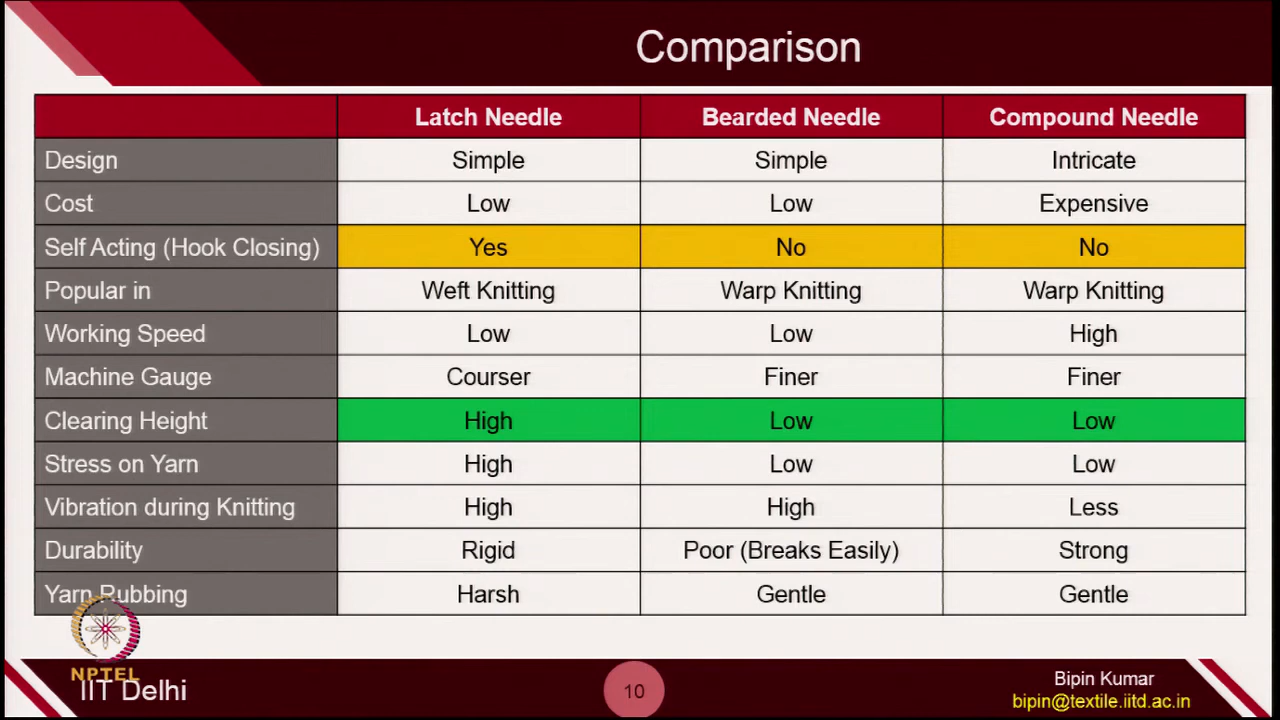 Comparison
Latch Needle Bearded Needle Compound Needle
Design Simple Simple Intricate
Cost Low Low Expensive
Self Acting (Hook Closing) Yes No No
Popular in Weft Knitting Warp Knitting Warp Knitting
Working Speed Low Low High
Machine Gauge Courser Finer Finer
Clearing Height High Low Low
Stress on Yarn High Low Low
Vibration during Knitting High High Less
Durability Rigid Poor (Breaks Easily) Strong
Yarn Rubbing Harsh Gentle Gentle
NPTEL
IIT Delhi
10
Bipin Kumar
bipin@textile.iitd.ac.in